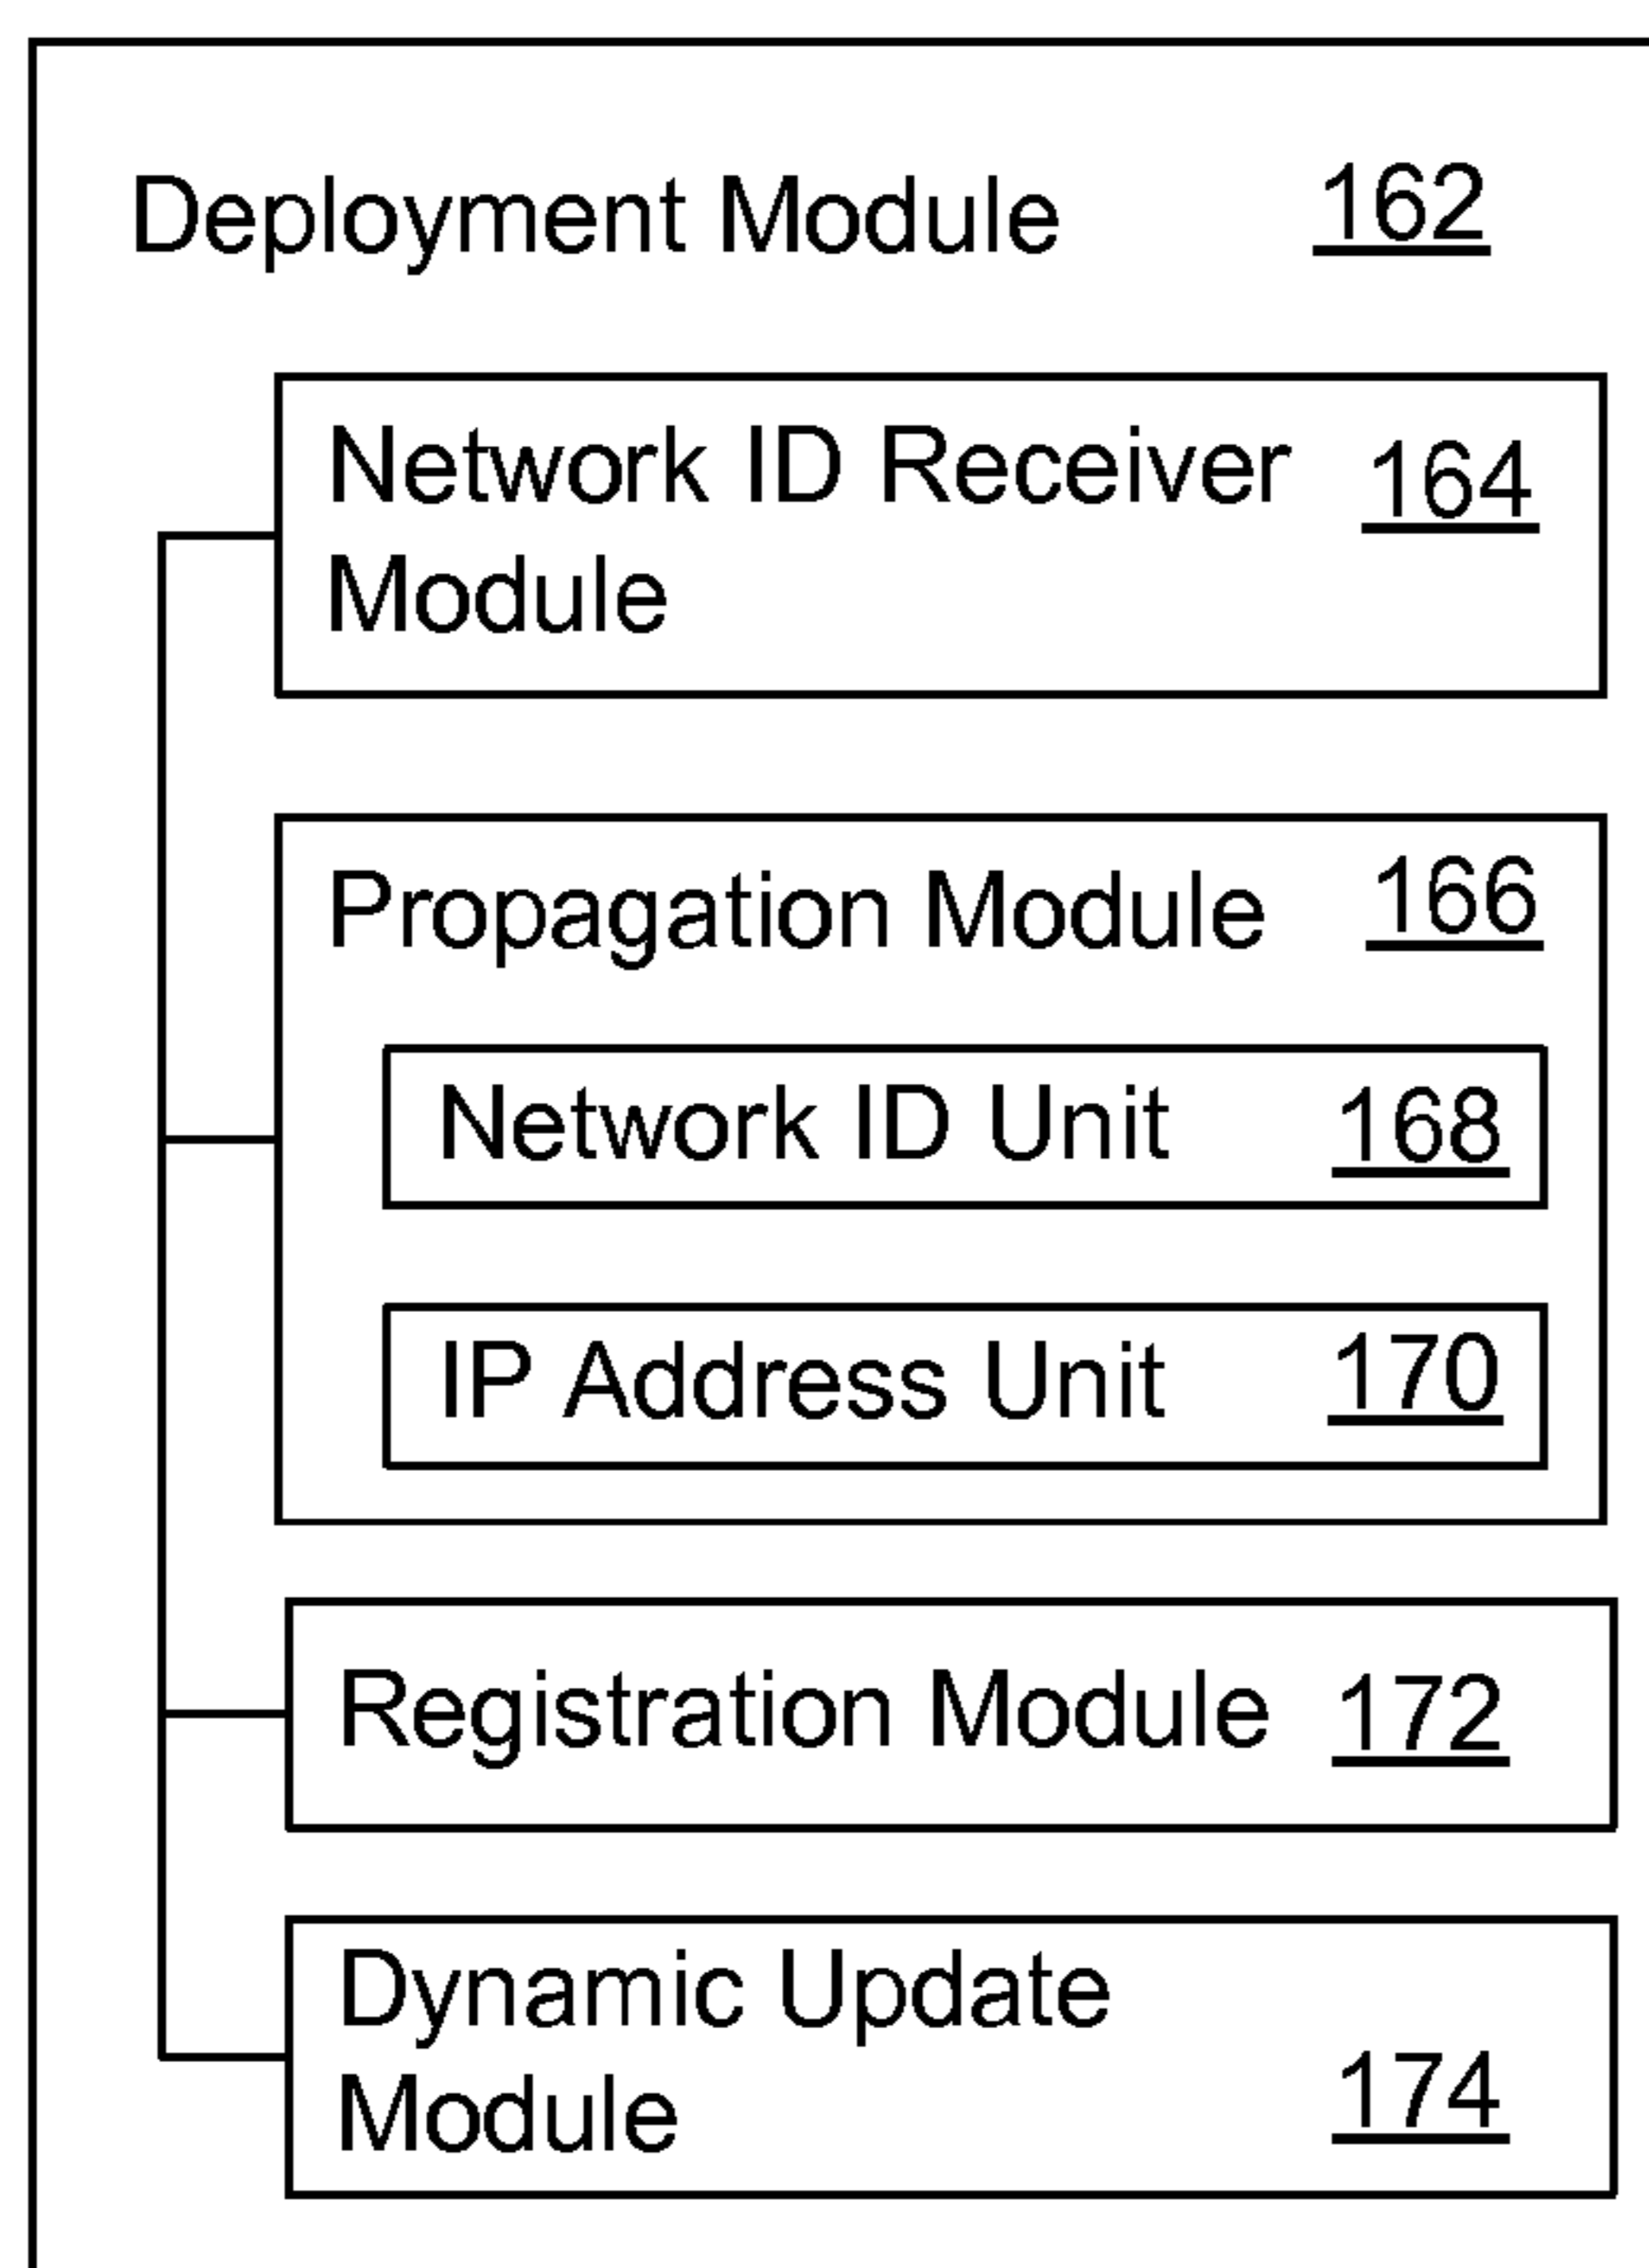 Deployment Module 162
Network ID Receiver 164
Module
Propagation Module 166
Network ID Unit 168
IP Address Unit 170
Registration Module 172
Dynamic Update
Module 174